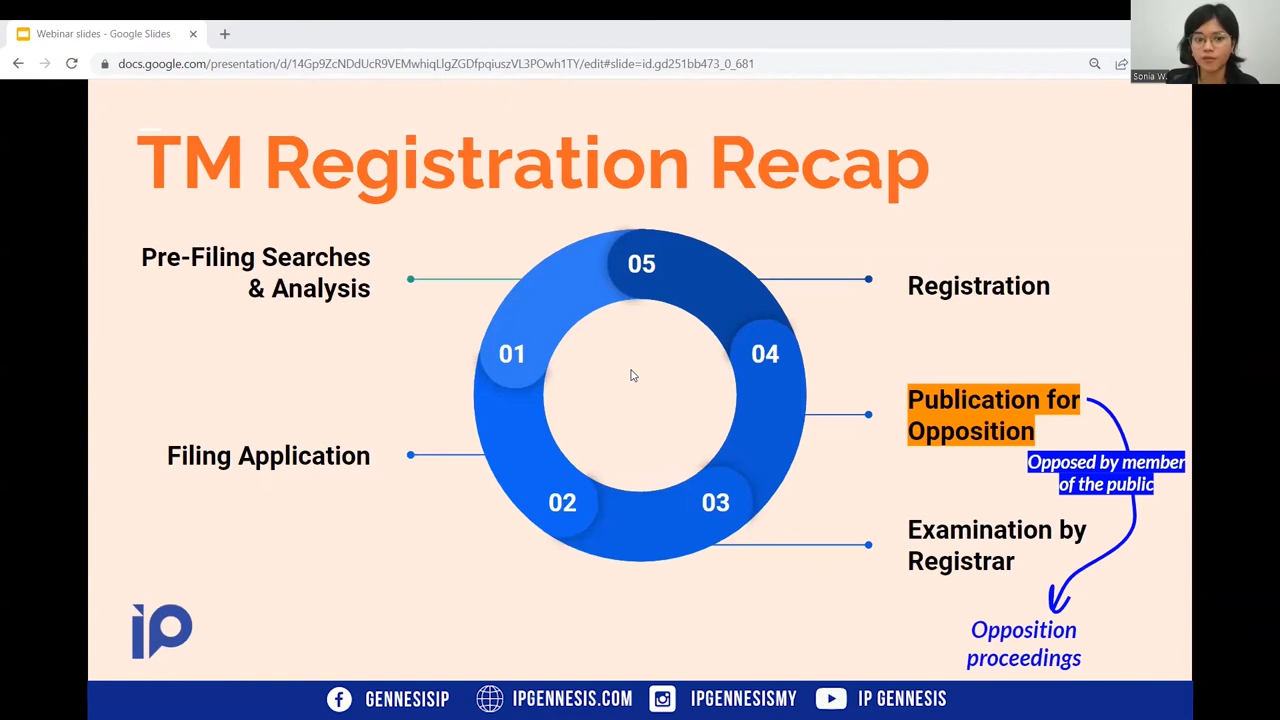 Webinar slides - Google Slides
docs.google.com/presentation/d/14Gp9ZcNDdUcR9VEMwhiqLlgZGDfpqiuszVL3POwh1TY/edit#slide=id.gd251bb473_0_681
Sonia W.
TM Registration Recap
Pre-Filing Searches
& Analysis
05
Registration
01
04
Publication for
Opposition
Filing Application
Opposed by member
of the public
02
03
Examination by
Registrar
Opposition
proceedings
ip
GENNESISIP
IPGENNESIS.COM
IPGENNESISMY
IP GENNESIS